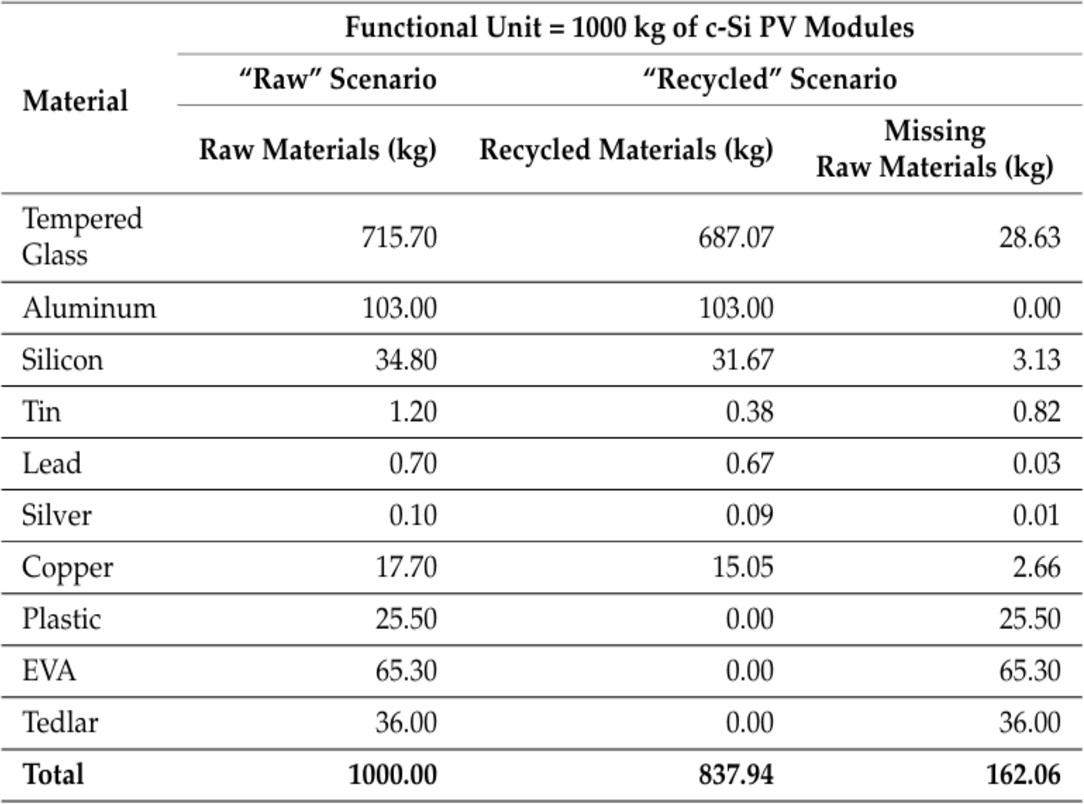 Functional Unit = 1000 kg of c-Si PV Modules
Material
“Raw” Scenario “Recycled” Scenario
Raw Materials (kg) Recycled Materials (kg) Missing
Raw Materials (kg)
Tempered
Glass 715.70 687.07 28.63
Aluminum 103.00 103.00 0.00
Silicon 34.80 31.67 3.13
Tin 1.20 0.38 0.82
Lead 0.70 0.67 0.03
Silver 0.10 0.09 0.01
Copper 17.70 15.05 2.66
Plastic 25.50 0.00 25.50
EVA 65.30 0.00 65.30
Tedlar 36.00 0.00 36.00
Total 1000.00 837.94 162.06